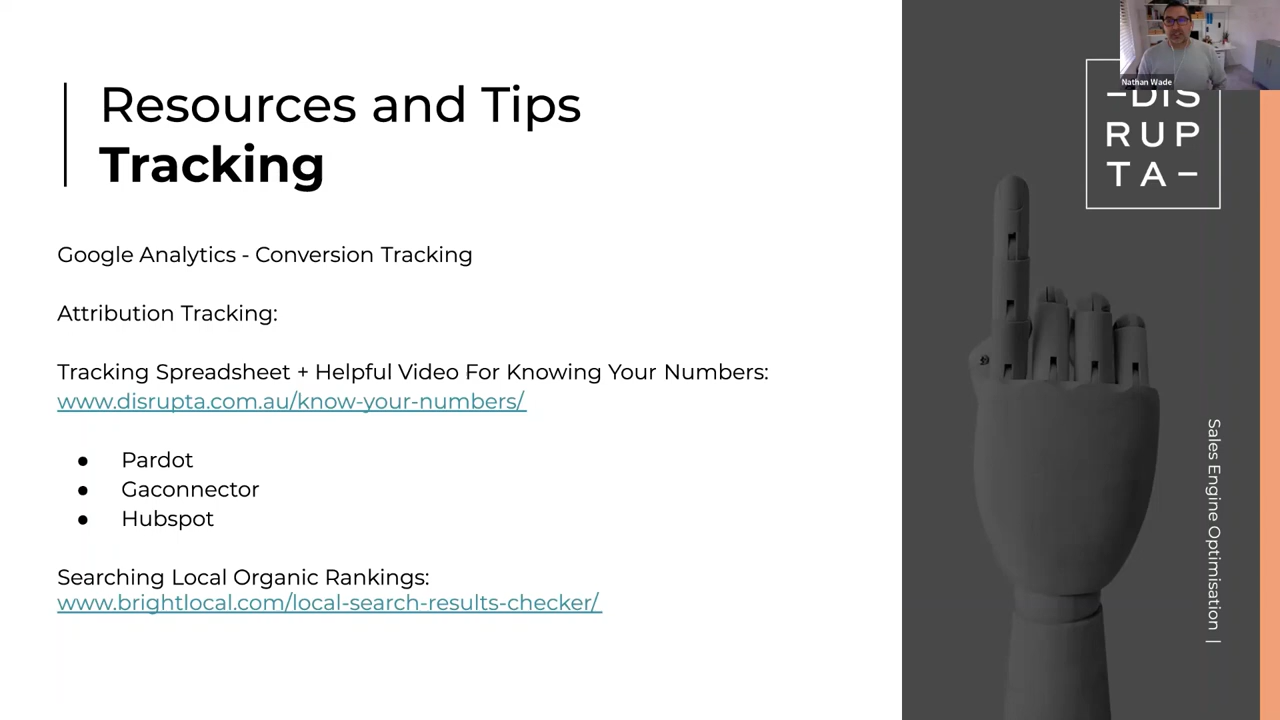 Resources and Tips
Tracking
Google Analytics - Conversion Tracking
Attribution Tracking:
Tracking Spreadsheet + Helpful Video For Knowing Your Numbers:
www.disrupta.com.au/know-your-numbers/
● Pardot
● Gaconnector
● Hubspot
Searching Local Organic Rankings:
www.brightlocal.com/local-search-results-checker/
Nathan Wade
–DIS
RUP
TA–
Sales Engine Optimisation |